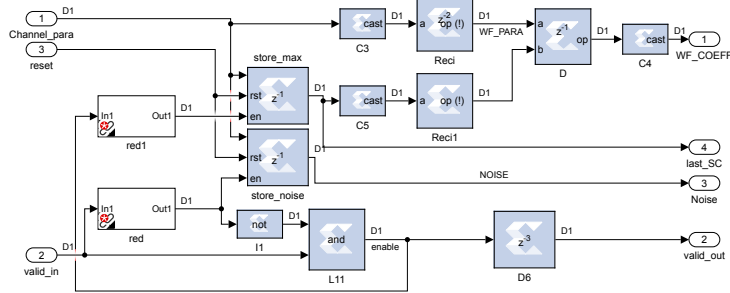 1
D1
Channel_para
3
reset
store_max
rst
z-1
en
D1
cast
D1
C3
z-2
a
op (!)
D1
WF_PARA
Reci
a
b
z-1
op
D1
D
cast
D1
C4
1
WF_COEFF
In1
Out1
D1
red1
D1
cast
D1
C5
a
op (!)
D1
Reci1
rst
z-1
en
D1
store_noise
4
last_SC
NOISE
3
Noise
In1
Out1
D1
red
not
D1
I1
and
D1
enable
L11
z-3
D1
D6
2
valid_out
2
D1
valid_in